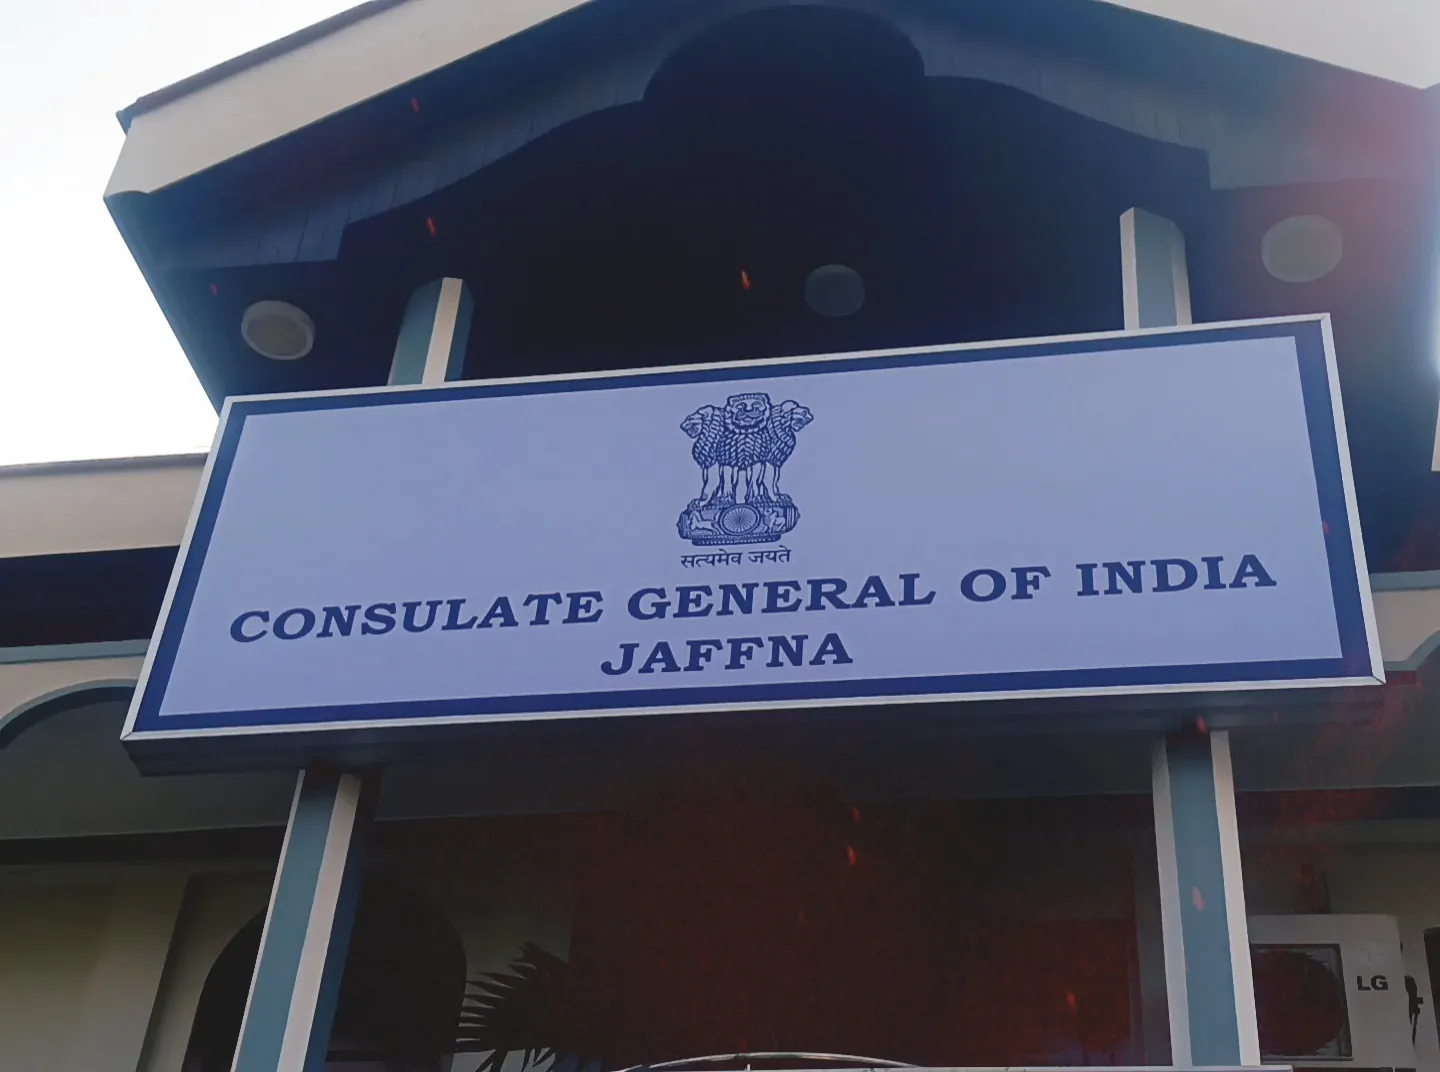 सत्यमेव जयते
CONSULATE GENERAL OF INDIA
JAFFNA
LG